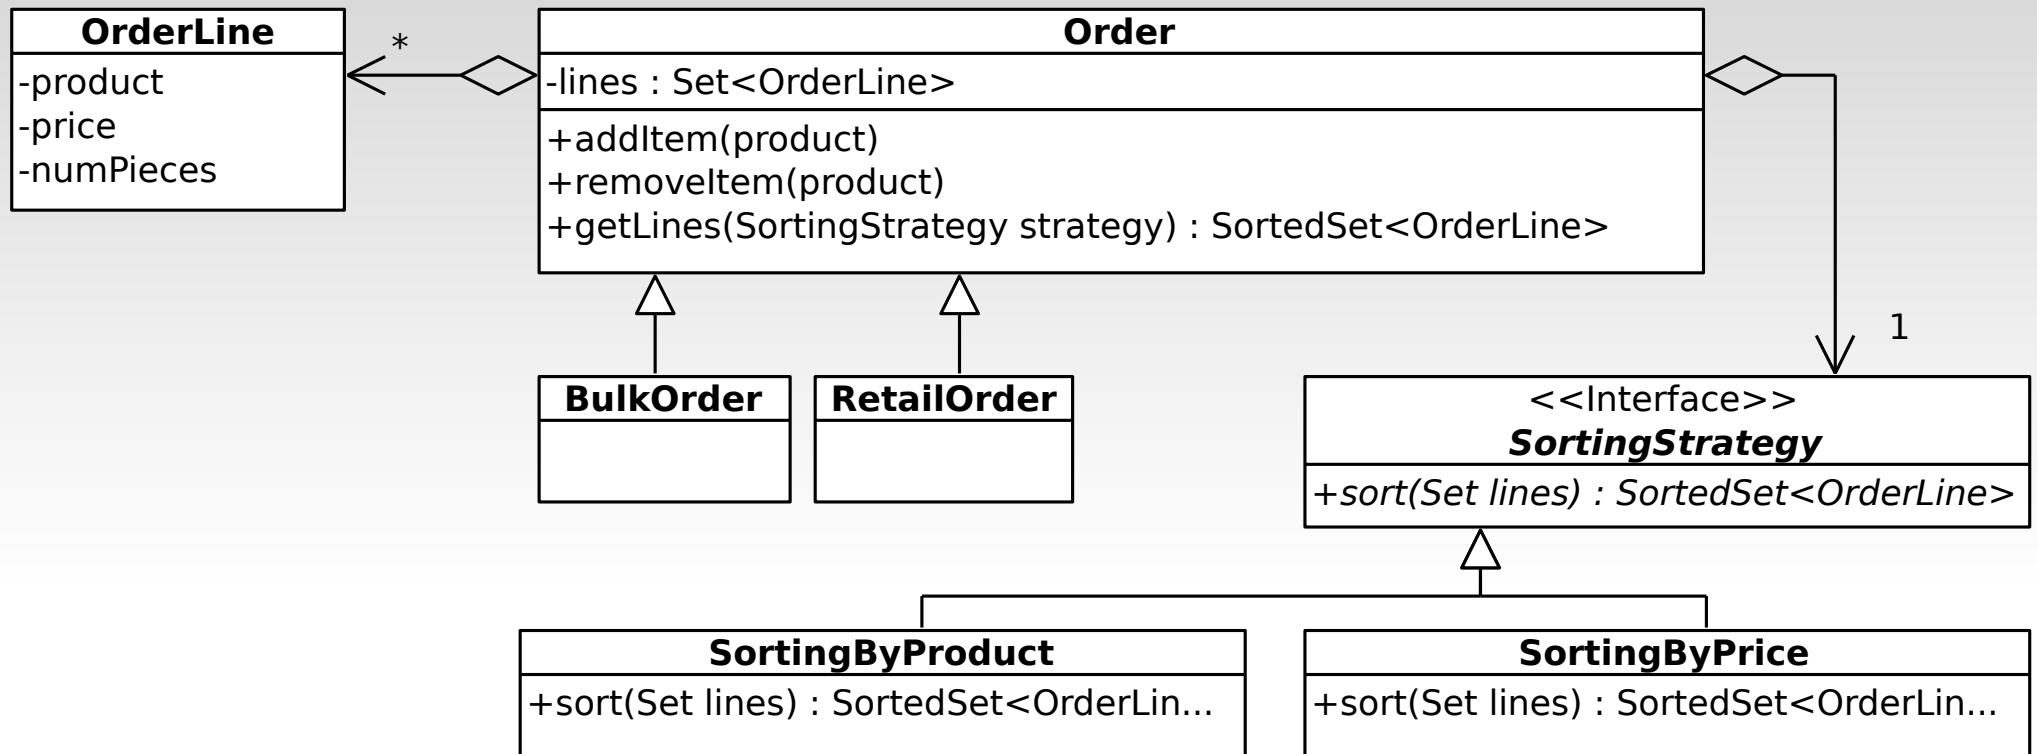 OrderLine
-product
-price
-numPieces
*
Order
-lines : Set<OrderLine>
+addItem(product)
+removeItem(product)
+getLines(SortingStrategy strategy) : SortedSet<OrderLine>
1
BulkOrder
RetailOrder
<<Interface>>
SortingStrategy
+sort(Set lines) : SortedSet<OrderLine>
SortingByProduct
+sort(Set lines) : SortedSet<OrderLin...
SortingByPrice
+sort(Set lines) : SortedSet<OrderLin...